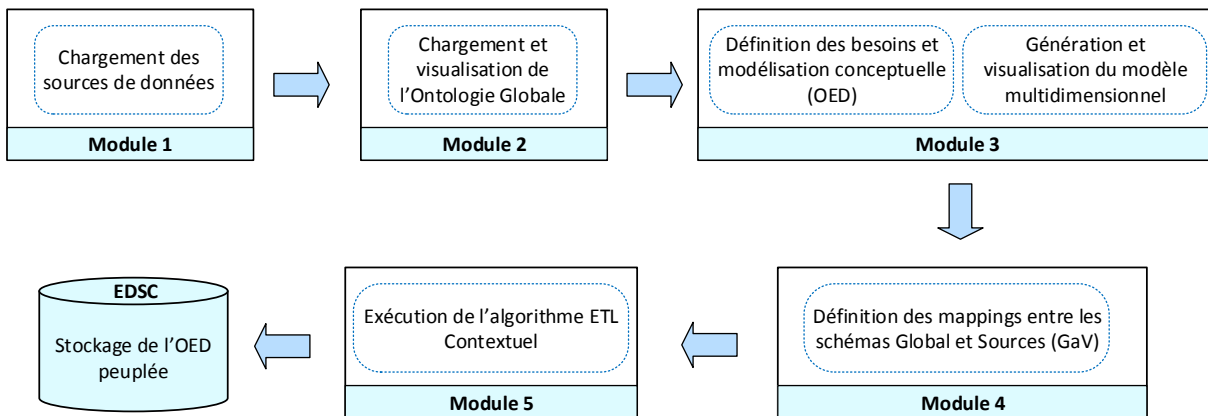 Chargement des
sources de données
Module 1
Chargement et
visualisation de
l’Ontologie Globale
Module 2
Définition des besoins et
modélisation conceptuelle
(OED)
Génération et
visualisation du modèle
multidimensionnel
Module 3
Définition des mappings entre les
schémas Global et Sources (GaV)
Module 4
Exécution de l’algorithme ETL
Contextuel
Module 5
EDSC
Stockage de l’OED
peuplée